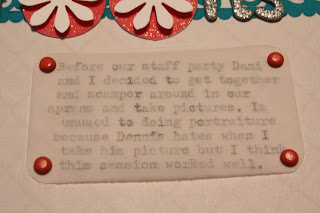 Before our staff party Dani
and I decided to get together
and scamper around in our
aprons and take pictures. Im
unused to doing portraiture
because Dennis hates when I
take his picture but I think
this session worked well.